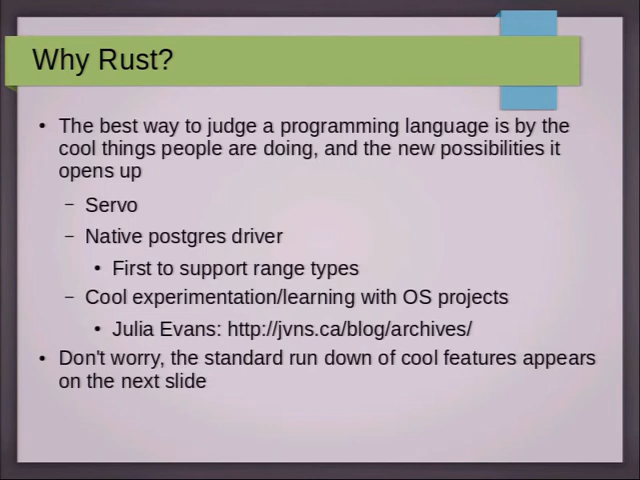 Why Rust?
• The best way to judge a programming language is by the
cool things people are doing, and the new possibilities it
opens up
– Servo
– Native postgres driver
• First to support range types
– Cool experimentation/learning with OS projects
• Julia Evans: http://jvns.ca/blog/archives/
• Don't worry, the standard run down of cool features appears
on the next slide